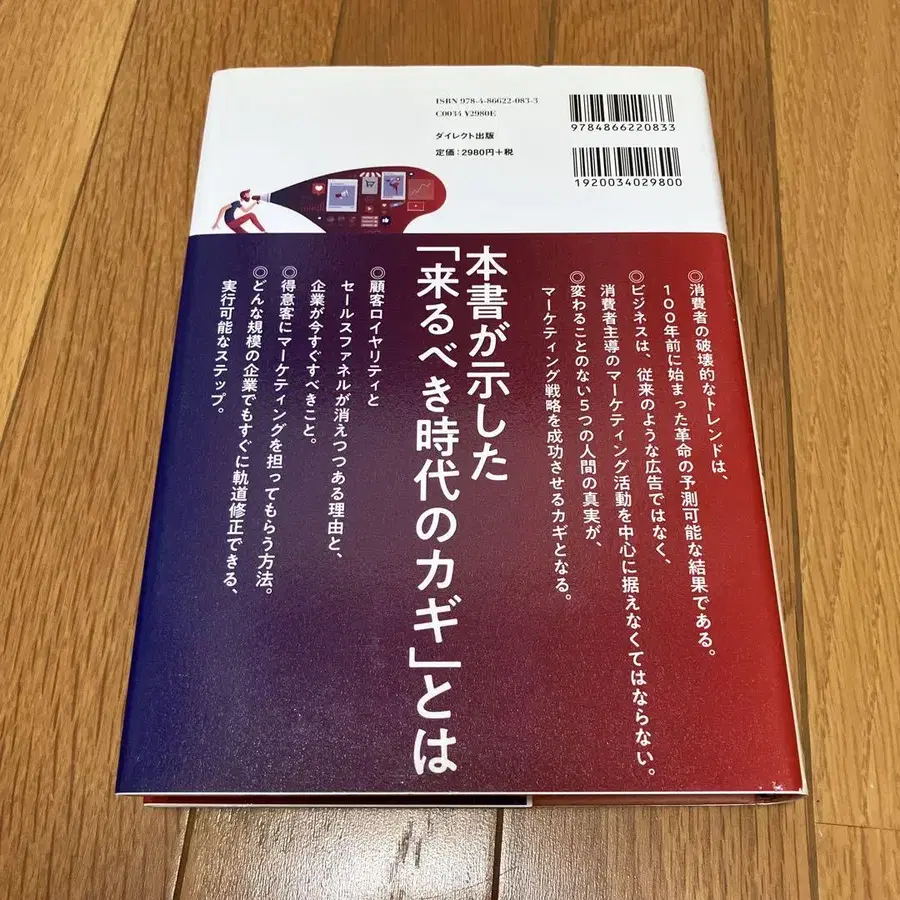 ISBN 978-4-86622-083-3
C0034 ¥2980E
ダイレクト出版
定価:2980円+税
9784866220833
1920034029800
◎消費者の破壊的なトレンドは、
100年前に始まった革命の予測可能な結果である。
◎ビジネスは、従来のような広告ではなく、
消費者主導のマーケティング活動を中心に据えなくてはならない。
◎変わることのない5つの人間の真実が、
マーケティング戦略を成功させるカギとなる。
本書が示した
「来るべき時代のカギ」とは
◎顧客ロイヤリティと
セールスファネルが消えつつある理由と、
企業が今すぐすべきこと。
◎得意客にマーケティングを担ってもらう方法。
◎どんな規模の企業でもすぐに軌道修正できる、
実行可能なステップ。